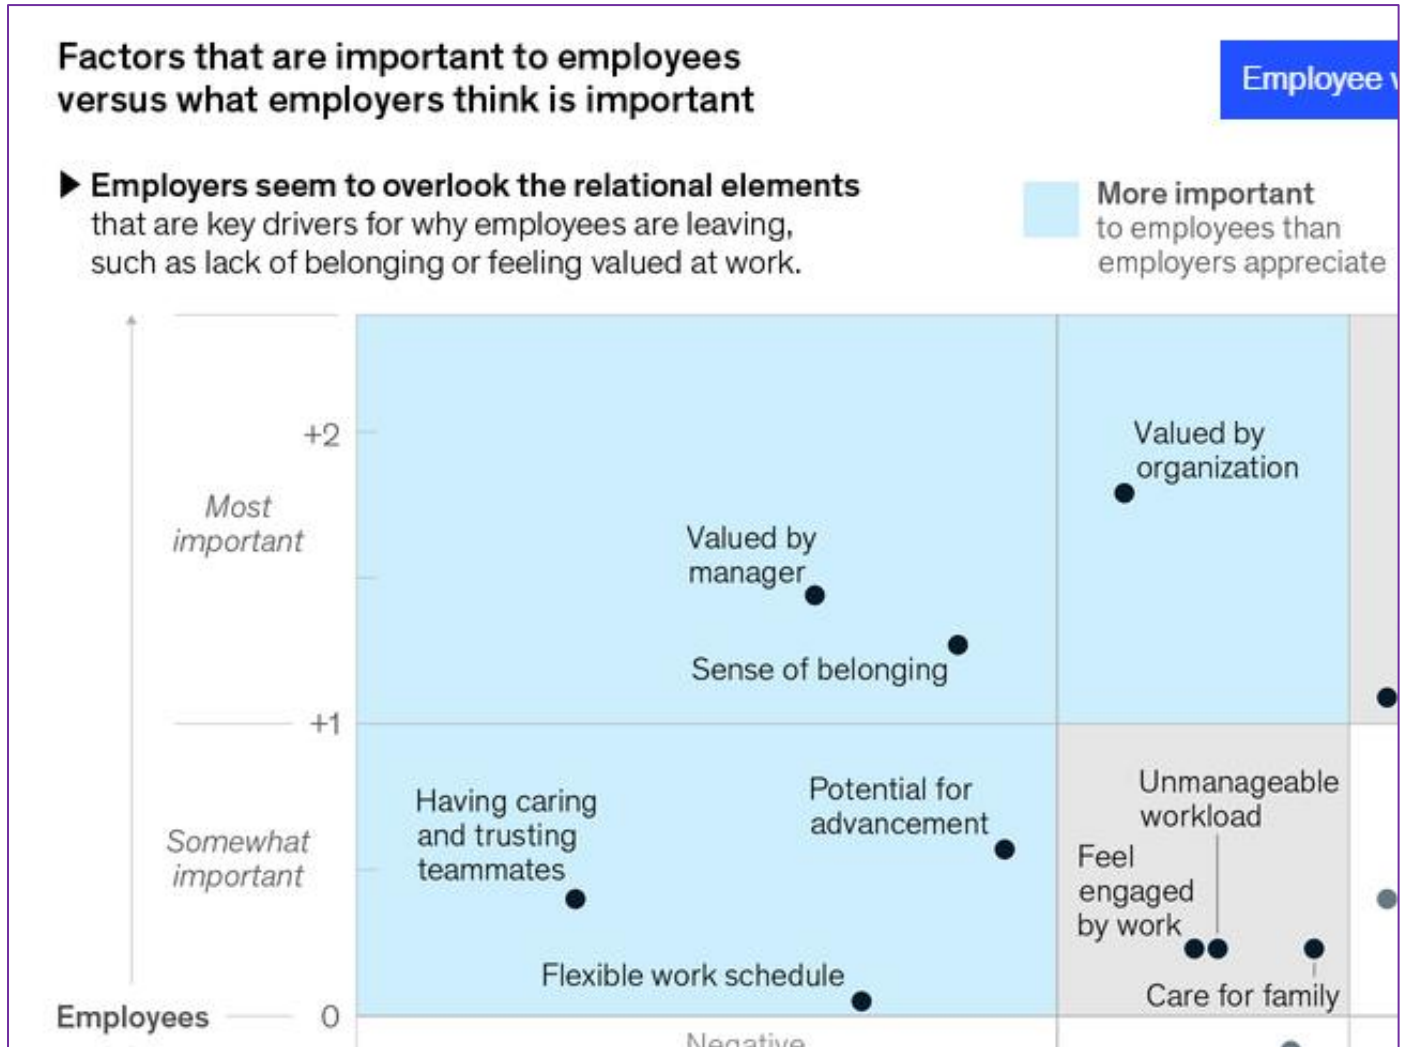 Factors that are important to employees
versus what employers think is important
Employee
▶ Employers seem to overlook the relational elements
that are key drivers for why employees are leaving,
such as lack of belonging or feeling valued at work.
More important
to employees than
employers appreciate
+2
Most
important
Valued by
organization
Valued by
manager
Sense of belonging
+1
Somewhat
important
Having caring
and trusting
teammates
Potential for
advancement
Unmanageable
workload
Feel
engaged
by work
Flexible work schedule
Care for family
Employees
0
Negative